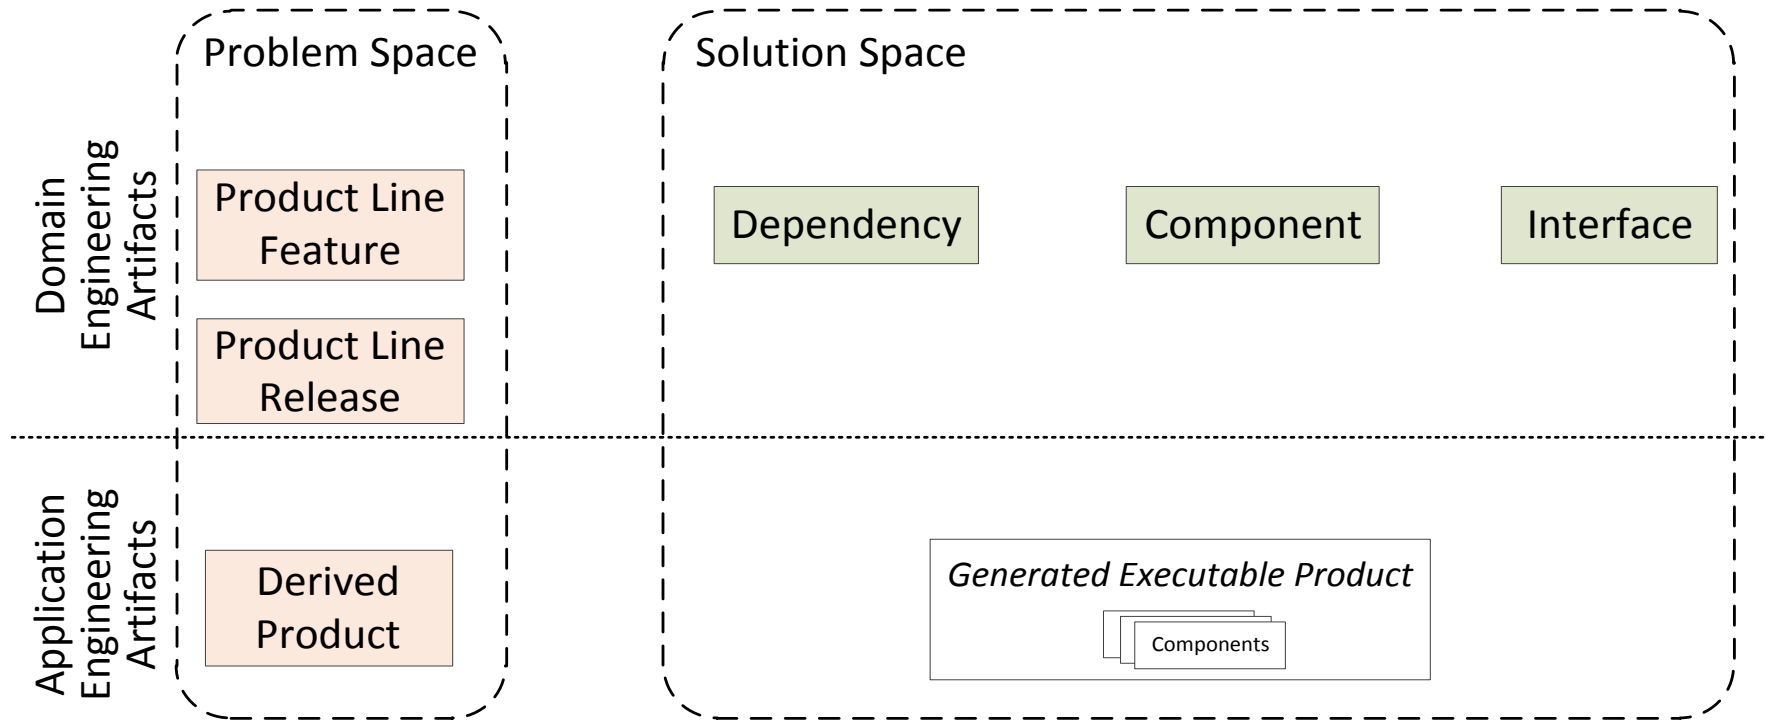 Problem Space
Solution Space
Domain
Engineering
Artifacts
Product Line
Feature
Dependency
Component
Interface
Product Line
Release
Application
Engineering
Artifacts
Derived
Product
Generated Executable Product
Components